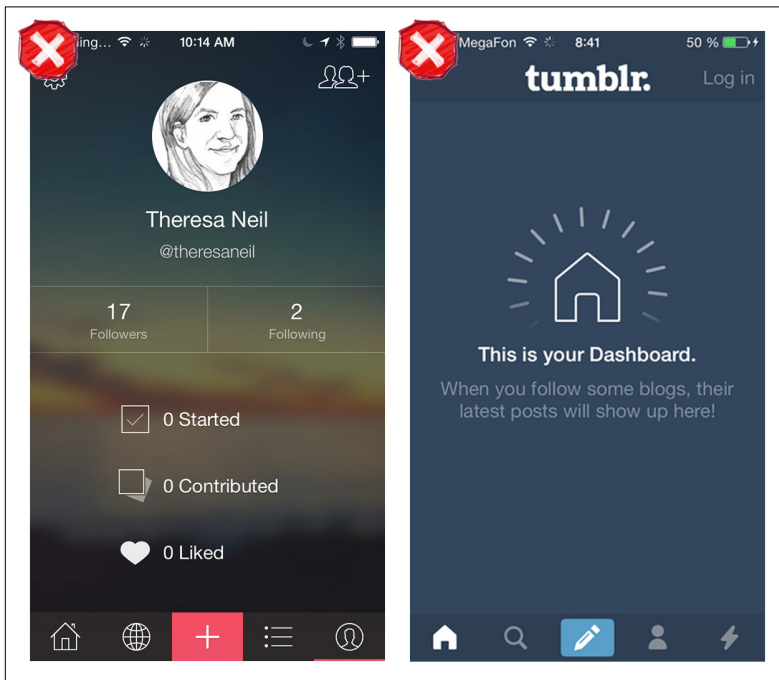 ing... 10:14 AM
Theresa Neil
@theresaneil
17 2
Followers Following
0 Started
0 Contributed
0 Liked
MegaFon 8:41 50 %
tumblr. Log in
This is your Dashboard.
When you follow some blogs, their
latest posts will show up here!